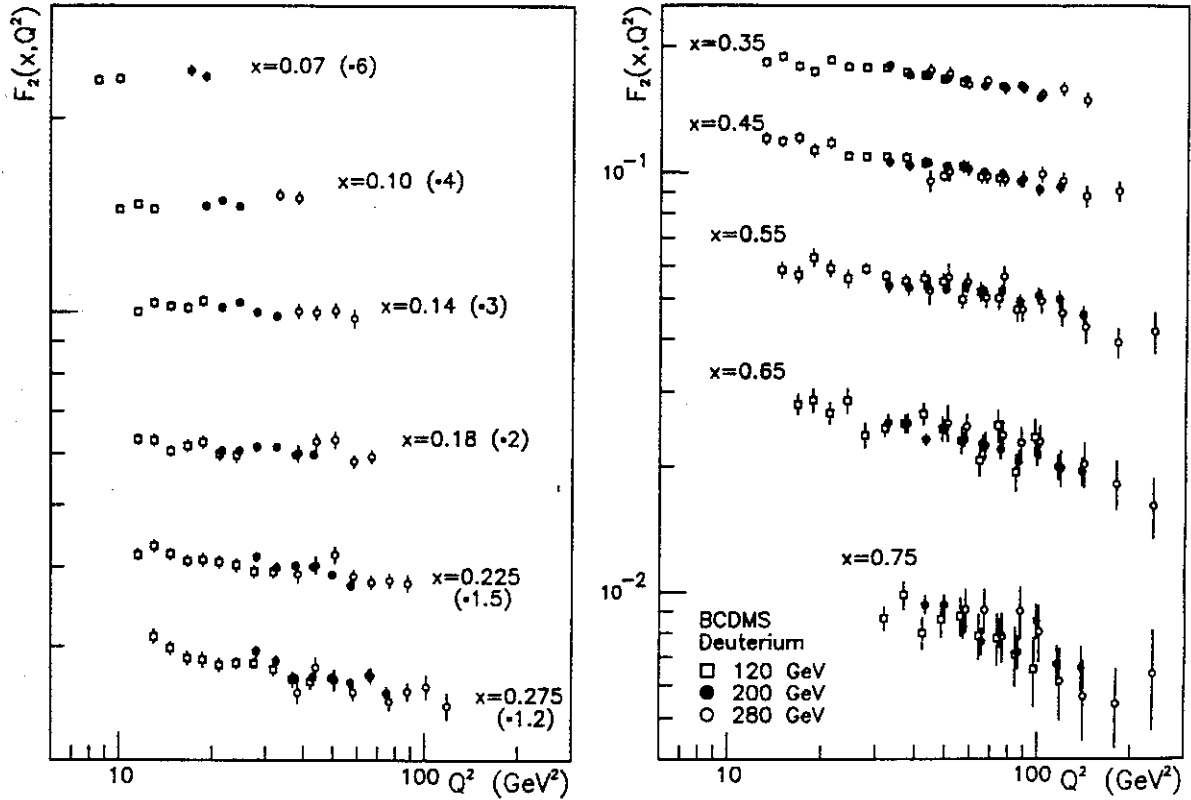 F₂(x,Q²)
x=0.07 (•6)
x=0.10 (•4)
x=0.14 (•3)
x=0.18 (•2)
x=0.225
(•1.5)
x=0.275
(•1.2)
10
100
Q² (GeV²)
F₂(x,Q²)
x=0.35
x=0.45
10⁻¹
x=0.55
x=0.65
x=0.75
10⁻²
BCDMS
Deuterium
□ 120 GeV
● 200 GeV
○ 280 GeV
10
100
Q² (GeV²)